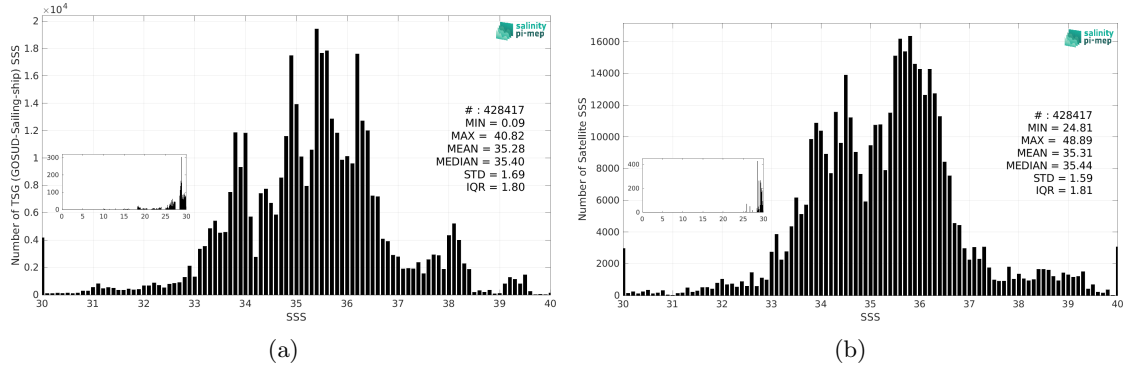 ×10⁴
2
1.8
1.6
1.4
1.2
1
0.8
0.6
0.4
0.2
0
Number of TSG (GOSUD-Sailing-ship) SSS
salinity
pi-mep
# : 428417
MIN = 0.09
MAX = 40.82
MEAN = 35.28
MEDIAN = 35.40
STD = 1.69
IQR = 1.80
300
200
100
0
0 5 10 15 20 25 30
30 31 32 33 34 35 36 37 38 39 40
SSS
(a)
16000
14000
12000
10000
8000
6000
4000
2000
0
Number of Satellite SSS
salinity
pi-mep
# : 428417
MIN = 24.81
MAX = 48.89
MEAN = 35.31
MEDIAN = 35.44
STD = 1.59
IQR = 1.81
400
200
0
0 5 10 15 20 25 30
30 31 32 33 34 35 36 37 38 39 40
SSS
(b)